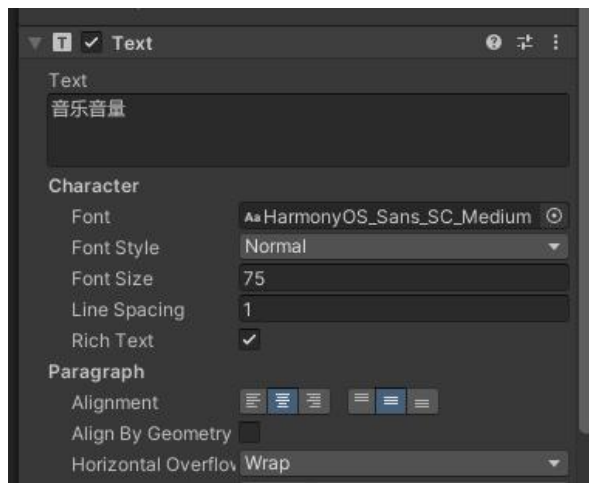 Text
Text
音乐音量
Character
Font HarmonyOS_Sans_SC_Medium
Font Style Normal
Font Size 75
Line Spacing 1
Rich Text
Paragraph
Alignment
Align By Geometry
Horizontal Overflov Wrap